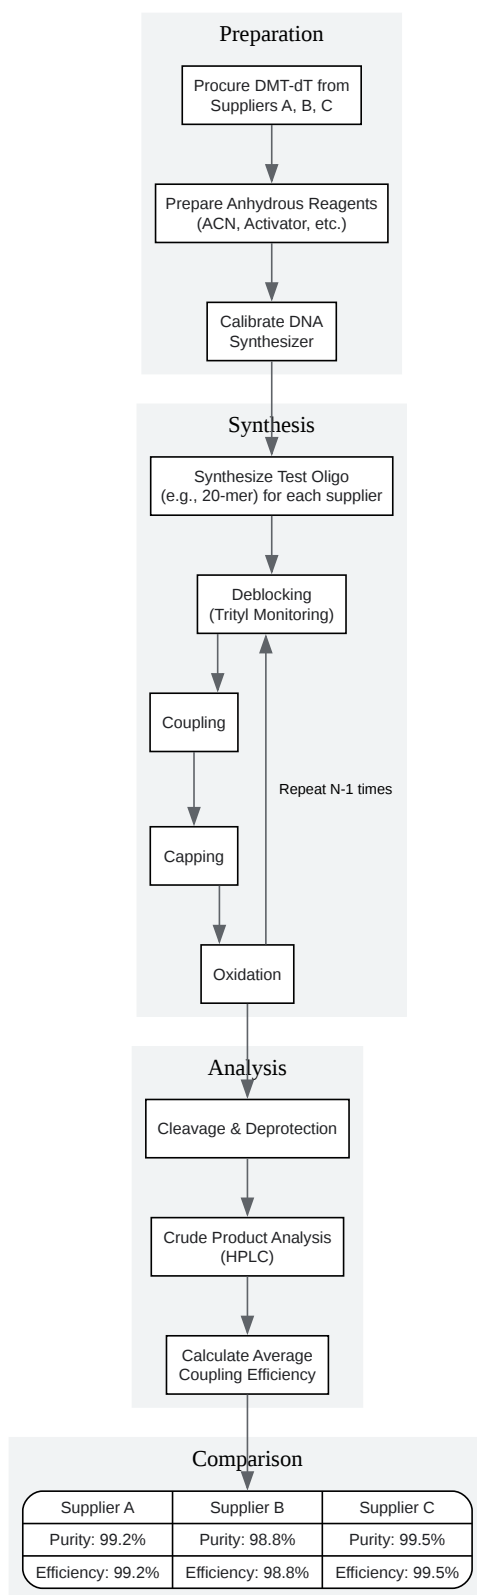 Preparation
Procure DMT-dT from
Suppliers A, B, C
Prepare Anhydrous Reagents
(ACN, Activator, etc.)
Calibrate DNA
Synthesizer
Synthesis
Synthesize Test Oligo
(e.g., 20-mer) for each supplier
Deblocking
(Trityl Monitoring)
Coupling
Repeat N-1 times
Capping
Oxidation
Analysis
Cleavage & Deprotection
Crude Product Analysis
(HPLC)
Calculate Average
Coupling Efficiency
Comparison
Supplier A Supplier B Supplier C
Purity: 99.2% Purity: 98.8% Purity: 99.5%
Efficiency: 99.2% Efficiency: 98.8% Efficiency: 99.5%